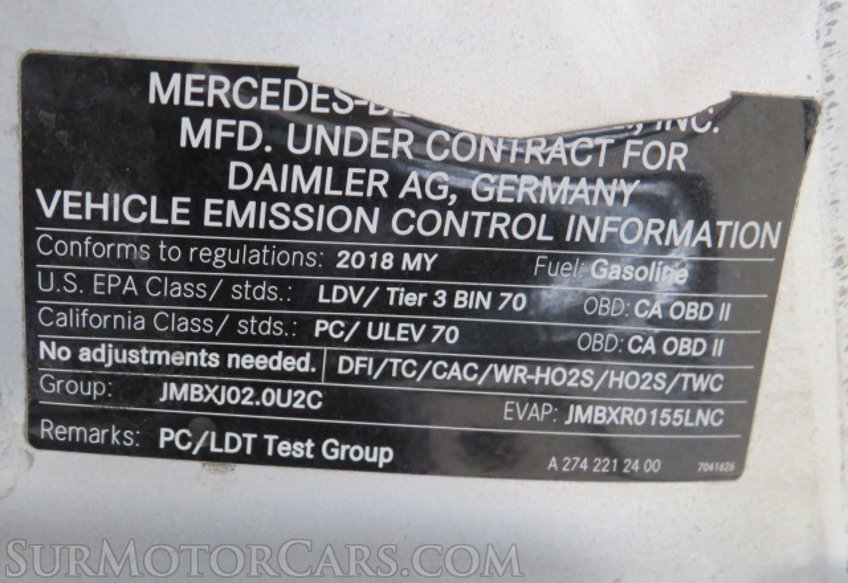 MERCEDES-BE , INC.
MFD. UNDER CONTRACT FOR
DAIMLER AG, GERMANY
VEHICLE EMISSION CONTROL INFORMATION
Conforms to regulations: 2018 MY Fuel: Gasoline
U.S. EPA Class/ stds.: LDV/ Tier 3 BIN 70 OBD: CA OBD II
California Class/ stds.: PC/ ULEV 70 OBD: CA OBD II
No adjustments needed. DFI/TC/CAC/WR-HO2S/HO2S/TWC
Group: JMBXJ02.0U2C EVAP: JMBXR0155LNC
Remarks: PC/LDT Test Group A 274 221 24 00 7041626
SurMotorCars.com